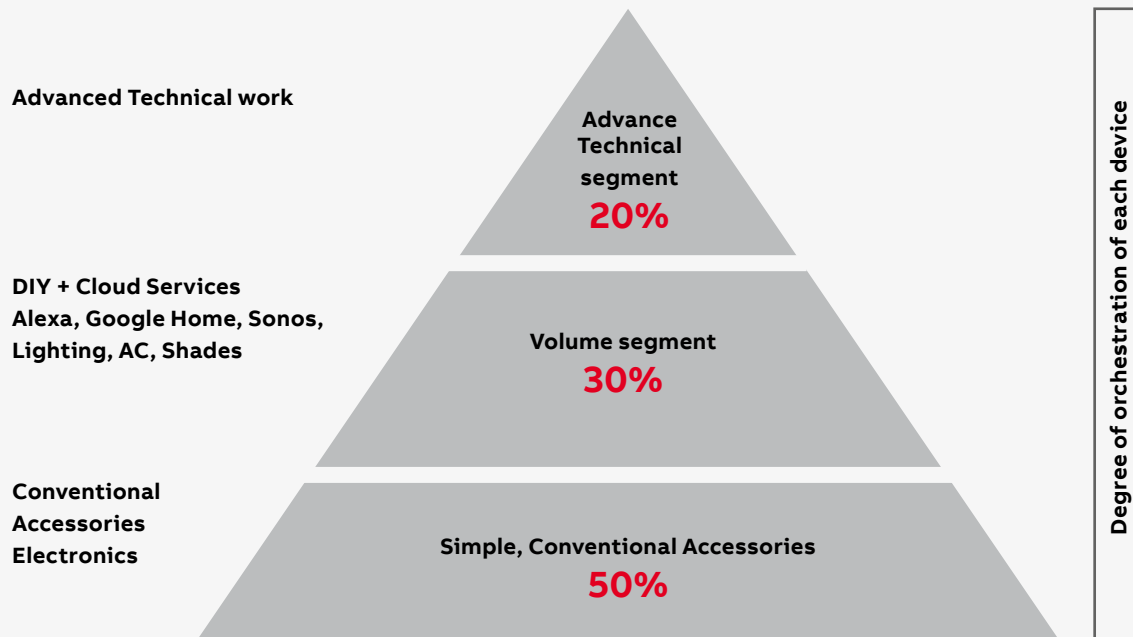 Advanced Technical work
Advance
Technical
segment
20%
DIY + Cloud Services
Alexa, Google Home, Sonos,
Lighting, AC, Shades
Volume segment
30%
Conventional
Accessories
Electronics
Simple, Conventional Accessories
50%
Degree of orchestration of each device